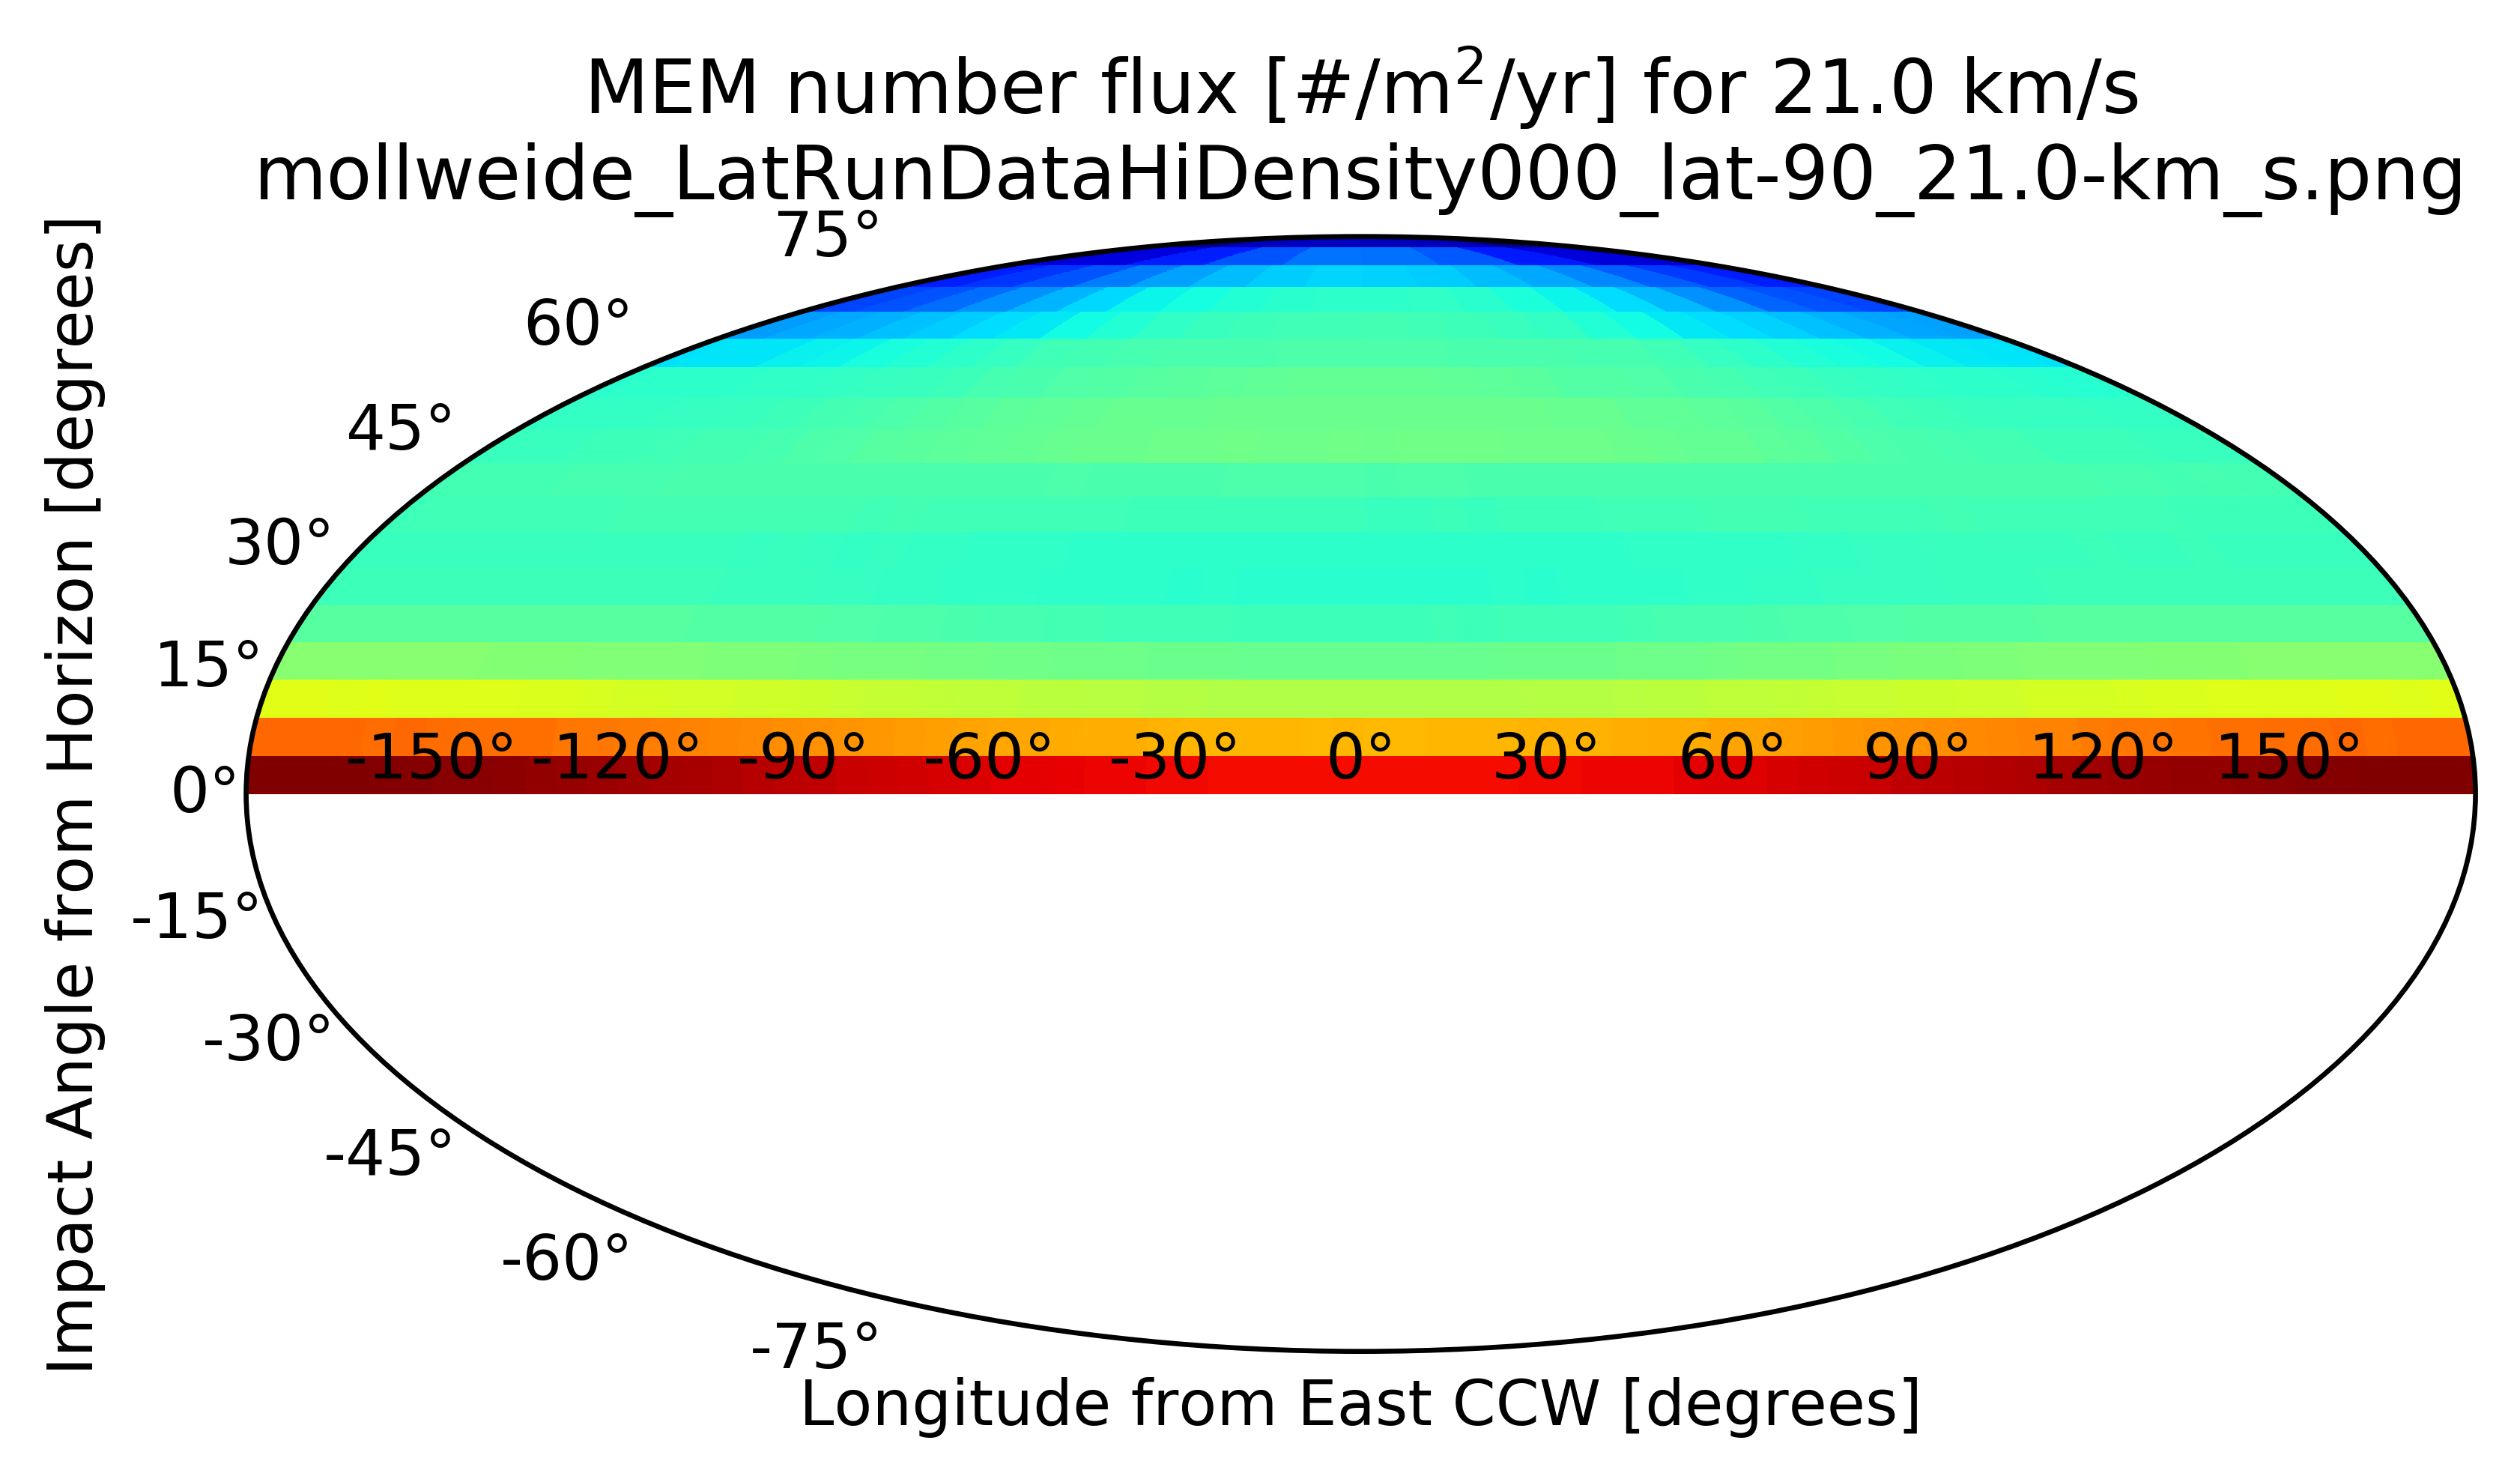 MEM number flux [#/m²/yr] for 21.0 km/s
mollweide_LatRunDataHiDensity000_lat-90_21.0-km_s.png
Impact Angle from Horizon [degrees]
75°
60°
45°
30°
15°
0°
-15°
-30°
-45°
-60°
-75°
-150° -120° -90° -60° -30° 0° 30° 60° 90° 120° 150°
Longitude from East CCW [degrees]